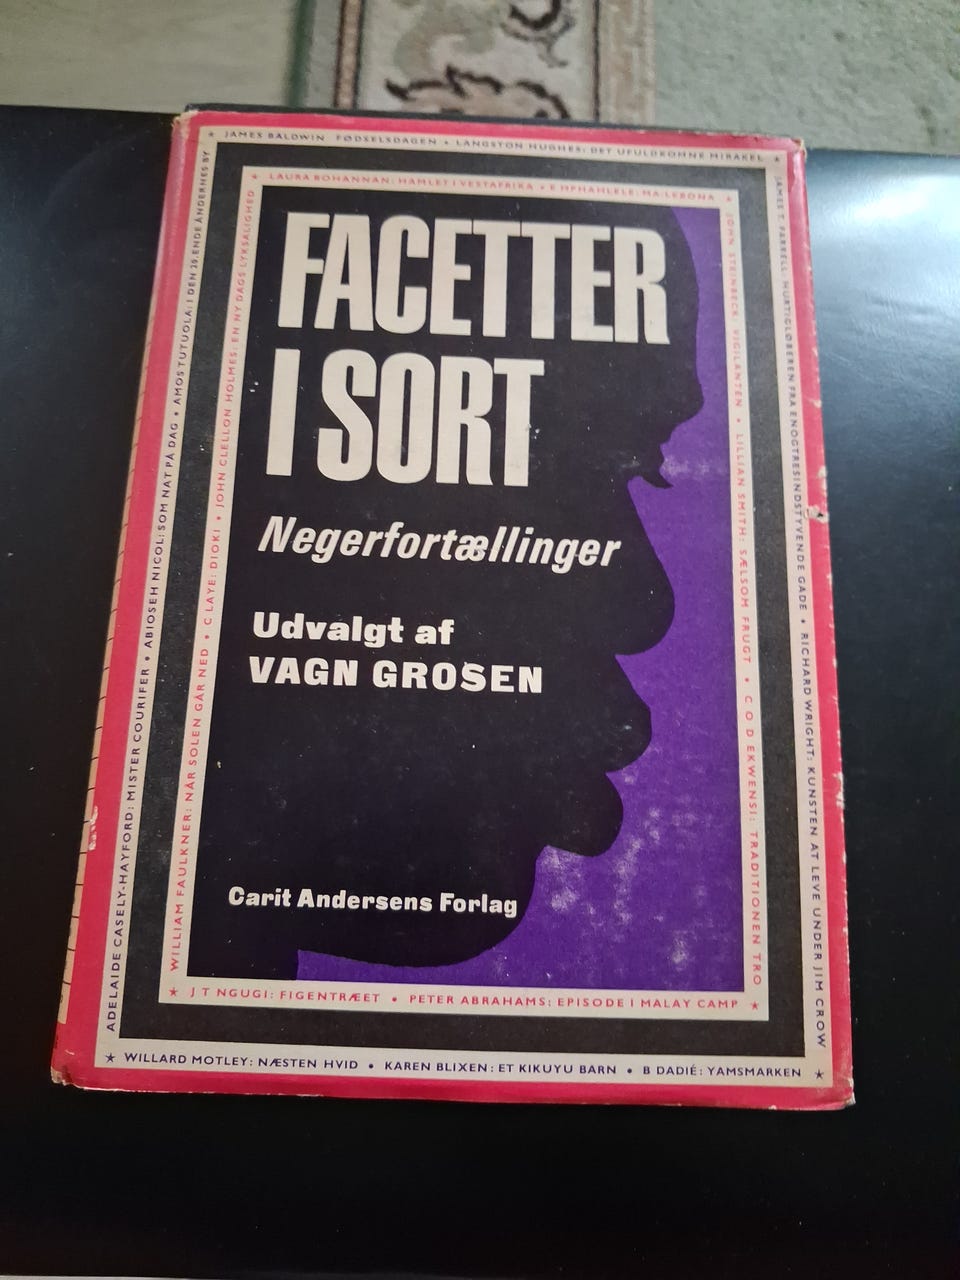 ★ JAMES BALDWIN FØDSELSDAGEN • LANGSTON HUGHES: DET UFULDKOMNE MIRAKEL ★
JAMES T. FARRELL: HURTIGLØBEREN FRA ENOGTRESINDSTYVENDE GADE • RICHARD WRIGHT: KUNSTEN AT LEVE UNDER JIM CROW
★ WILLARD MOTLEY: NÆSTEN HVID • KAREN BLIXEN: ET KIKUYU BARN • B DADIÉ: YAMSMARKEN ★
ADELAIDE CASELY-HAYFORD: MISTER COURIFER • ABIOSEH NICOL: SOM NAT PÅ DAG • AMOS TUTUOLA: I DEN 19. ENDE ÅNDERNES BY
★ LAURA BOHANNAN: HAMLET I VESTAFRIKA • E MPHAHLELE: MA-LEBONA ★
JOHN STEINBECK: VIGILANTEN • LILLIAN SMITH: SÆLSOM FRUGT • C O D EKWENSI: TRADITIONEN TRO
★ J T NGUGI: FIGENTRÆET • PETER ABRAHAMS: EPISODE I MALAY CAMP ★
WILLIAM FAULKNER: NÅR SOLEN GÅR NED • C LAYE: DIOKI • JOHN CLELLON HOLMES: EN NY DAGS LYKSALIGHED
FACETTER
I SORT
Negerfortællinger
Udvalgt af
VAGN GROSEN
Carit Andersens Forlag